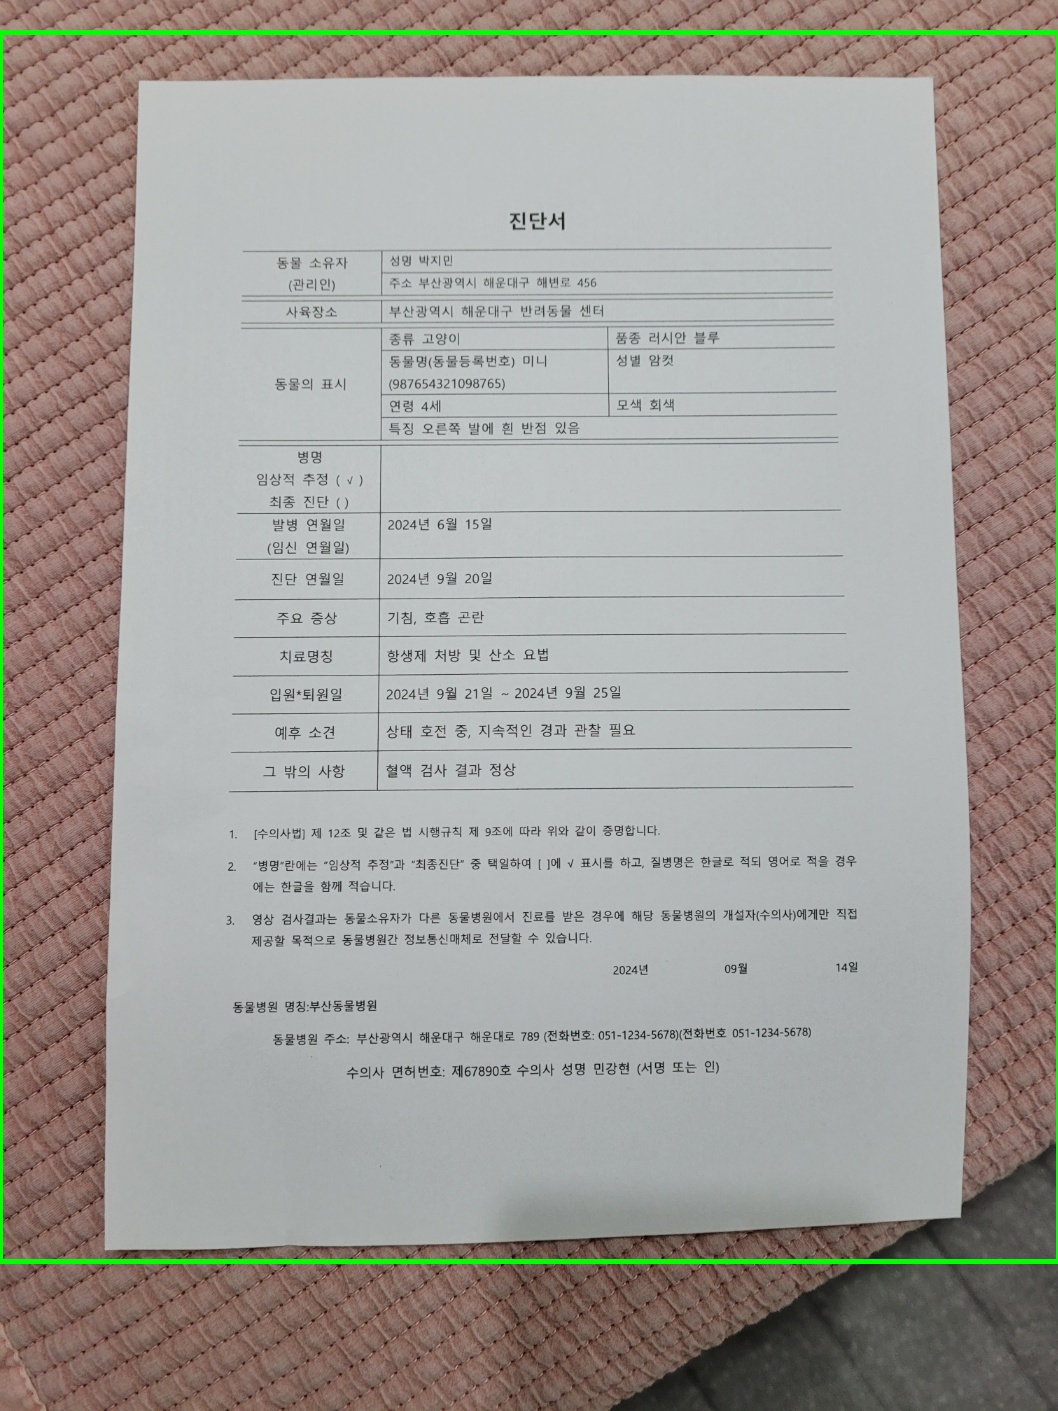 진단서
동물 소유자
(관리인)
성명 박지민
주소 부산광역시 해운대구 해변로 456
사육장소
부산광역시 해운대구 반려동물 센터
동물의 표시
종류 고양이
품종 러시안 블루
동물명(동물등록번호) 미니
(987654321098765)
성별 암컷
연령 4세
모색 회색
특징 오른쪽 발에 흰 반점 있음
병명
임상적 추정 ( √ )
최종 진단 ( )
발병 연월일
(임신 연월일)
2024년 6월 15일
진단 연월일
2024년 9월 20일
주요 증상
기침, 호흡 곤란
치료명칭
항생제 처방 및 산소 요법
입원*퇴원일
2024년 9월 21일 ~ 2024년 9월 25일
예후 소견
상태 호전 중, 지속적인 경과 관찰 필요
그 밖의 사항
혈액 검사 결과 정상
1. [수의사법] 제 12조 및 같은 법 시행규칙 제 9조에 따라 위와 같이 증명합니다.
2. "병명"란에는 "임상적 추정"과 "최종진단" 중 택일하여 [ ]에 √ 표시를 하고, 질병명은 한글로 적되 영어로 적을 경우
에는 한글을 함께 적습니다.
3. 영상 검사결과는 동물소유자가 다른 동물병원에서 진료를 받은 경우에 해당 동물병원의 개설자(수의사)에게만 직접
제공할 목적으로 동물병원간 정보통신매체로 전달할 수 있습니다.
2024년 09월 14일
동물병원 명칭:부산동물병원
동물병원 주소: 부산광역시 해운대구 해운대로 789 (전화번호: 051-1234-5678)(전화번호 051-1234-5678)
수의사 면허번호: 제67890호 수의사 성명 민강현 (서명 또는 인)